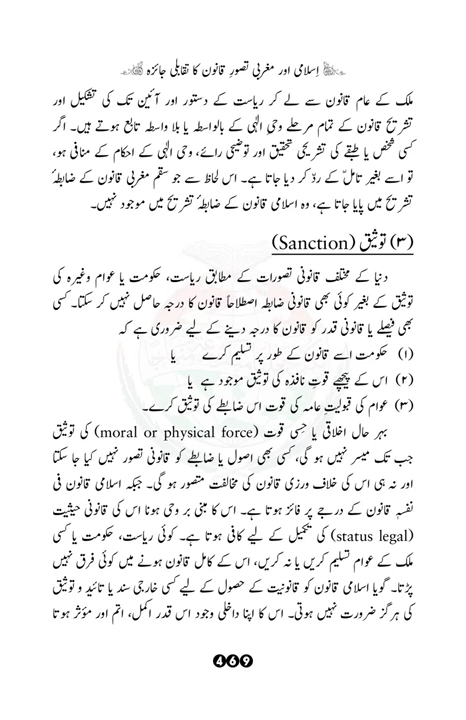 اِسلامی اور مغربی تصورِ قانون کا تقابلی جائزہ
ملک کے عام قانون سے لے کر ریاست کے دستور اور آئین تک کی تشکیل اور
تشریح قانون کے تمام مرحلے وحیِ الٰہی کے بالواسطہ یا بلا واسطہ تابع ہوتے ہیں۔ اگر
کسی شخص یا طبقے کی تشریحی تحقیق اور توضیحی رائے، وحیِ الٰہی کے احکام کے منافی ہو،
تو اسے بغیر تامل کے ردّ کر دیا جاتا ہے۔ اس لحاظ سے جو سقم مغربی قانون کے ضابطۂ
تشریح میں پایا جاتا ہے، وہ اسلامی قانون کے ضابطۂ تشریح میں موجود نہیں۔
(۳) توثیق (Sanction)
دنیا کے مختلف قانونی تصورات کے مطابق ریاست، حکومت یا عوام وغیرہ کی
توثیق کے بغیر کوئی بھی قانونی ضابطہ اصطلاحاً قانون کا درجہ حاصل نہیں کر سکتا۔ کسی
بھی فیصلے یا قانونی قدر کو قانون کا درجہ دینے کے لیے ضروری ہے کہ
(۱) حکومت اسے قانون کے طور پر تسلیم کرے یا
(۲) اس کے پیچھے قوتِ نافذہ کی توثیق موجود ہے یا
(۳) عوام کی قبولیتِ عامہ کی قوت اس ضابطے کی توثیق کرے۔
بہر حال اخلاقی یا حِسی قوت (moral or physical force) کی توثیق
جب تک میسر نہیں ہو گی، کسی بھی اصول یا ضابطے کو قانونی تصور نہیں کیا جا سکتا
اور نہ ہی اس کی خلاف ورزی قانون کی مخالفت متصور ہو گی۔ جبکہ اسلامی قانون فی
نفسہٖ قانون کے درجے پر فائز ہوتا ہے۔ اس کا مبنی بر وحی ہونا اس کی قانونی حیثیت
(status legal) کی تکمیل کے لیے کافی ہوتا ہے۔ کوئی ریاست، حکومت یا کسی
ملک کے عوام تسلیم کریں یا نہ کریں، اس کے کامل قانون ہونے میں کوئی فرق نہیں
پڑتا۔ گویا اسلامی قانون کو قانونیت کے حصول کے لیے کسی خارجی سند یا تائید و توثیق
کی ہرگز ضرورت نہیں ہوتی۔ اس کا اپنا داخلی وجود اس قدر اکمل، اتم اور مؤثر ہوتا
469